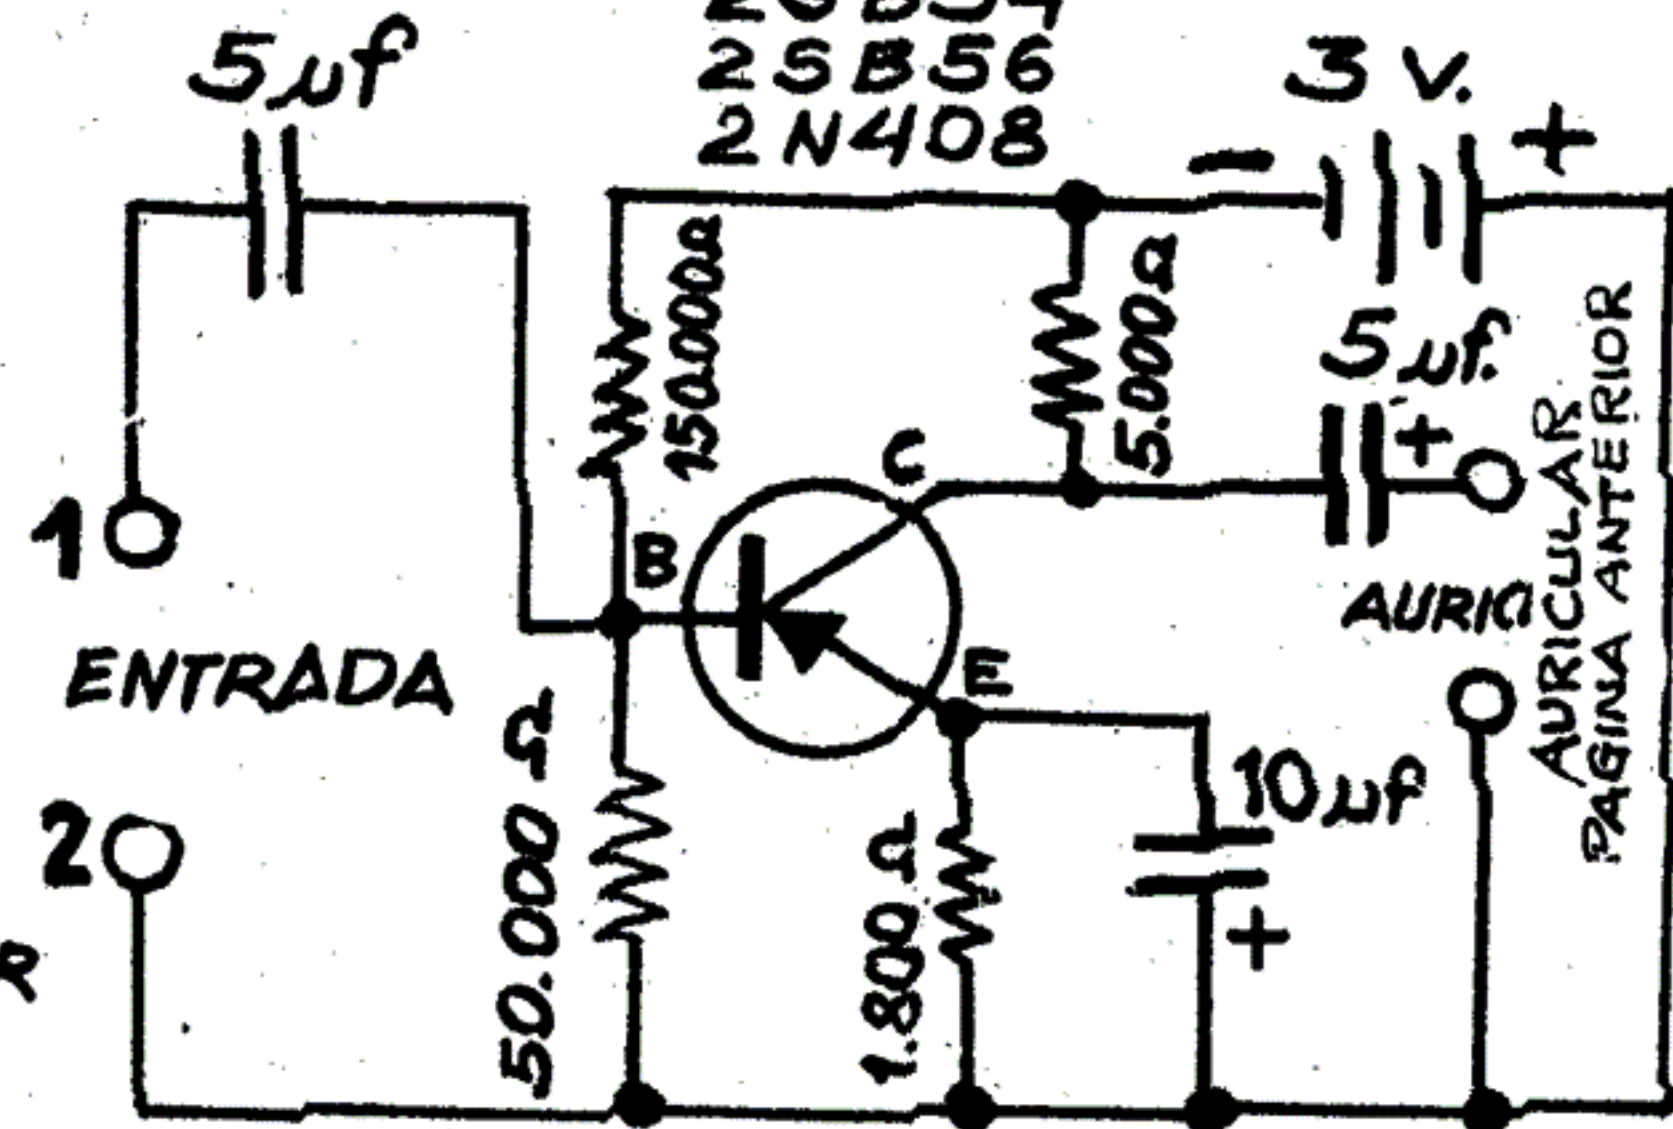 5µf
2SB56
2N408
3 V.
-
+
150.000Ω
5.000Ω
5µf.
+
C
B
E
1
ENTRADA
AURICULAR
PAGINA ANTERIOR
2
50.000 Ω
1.800 Ω
10µf
+